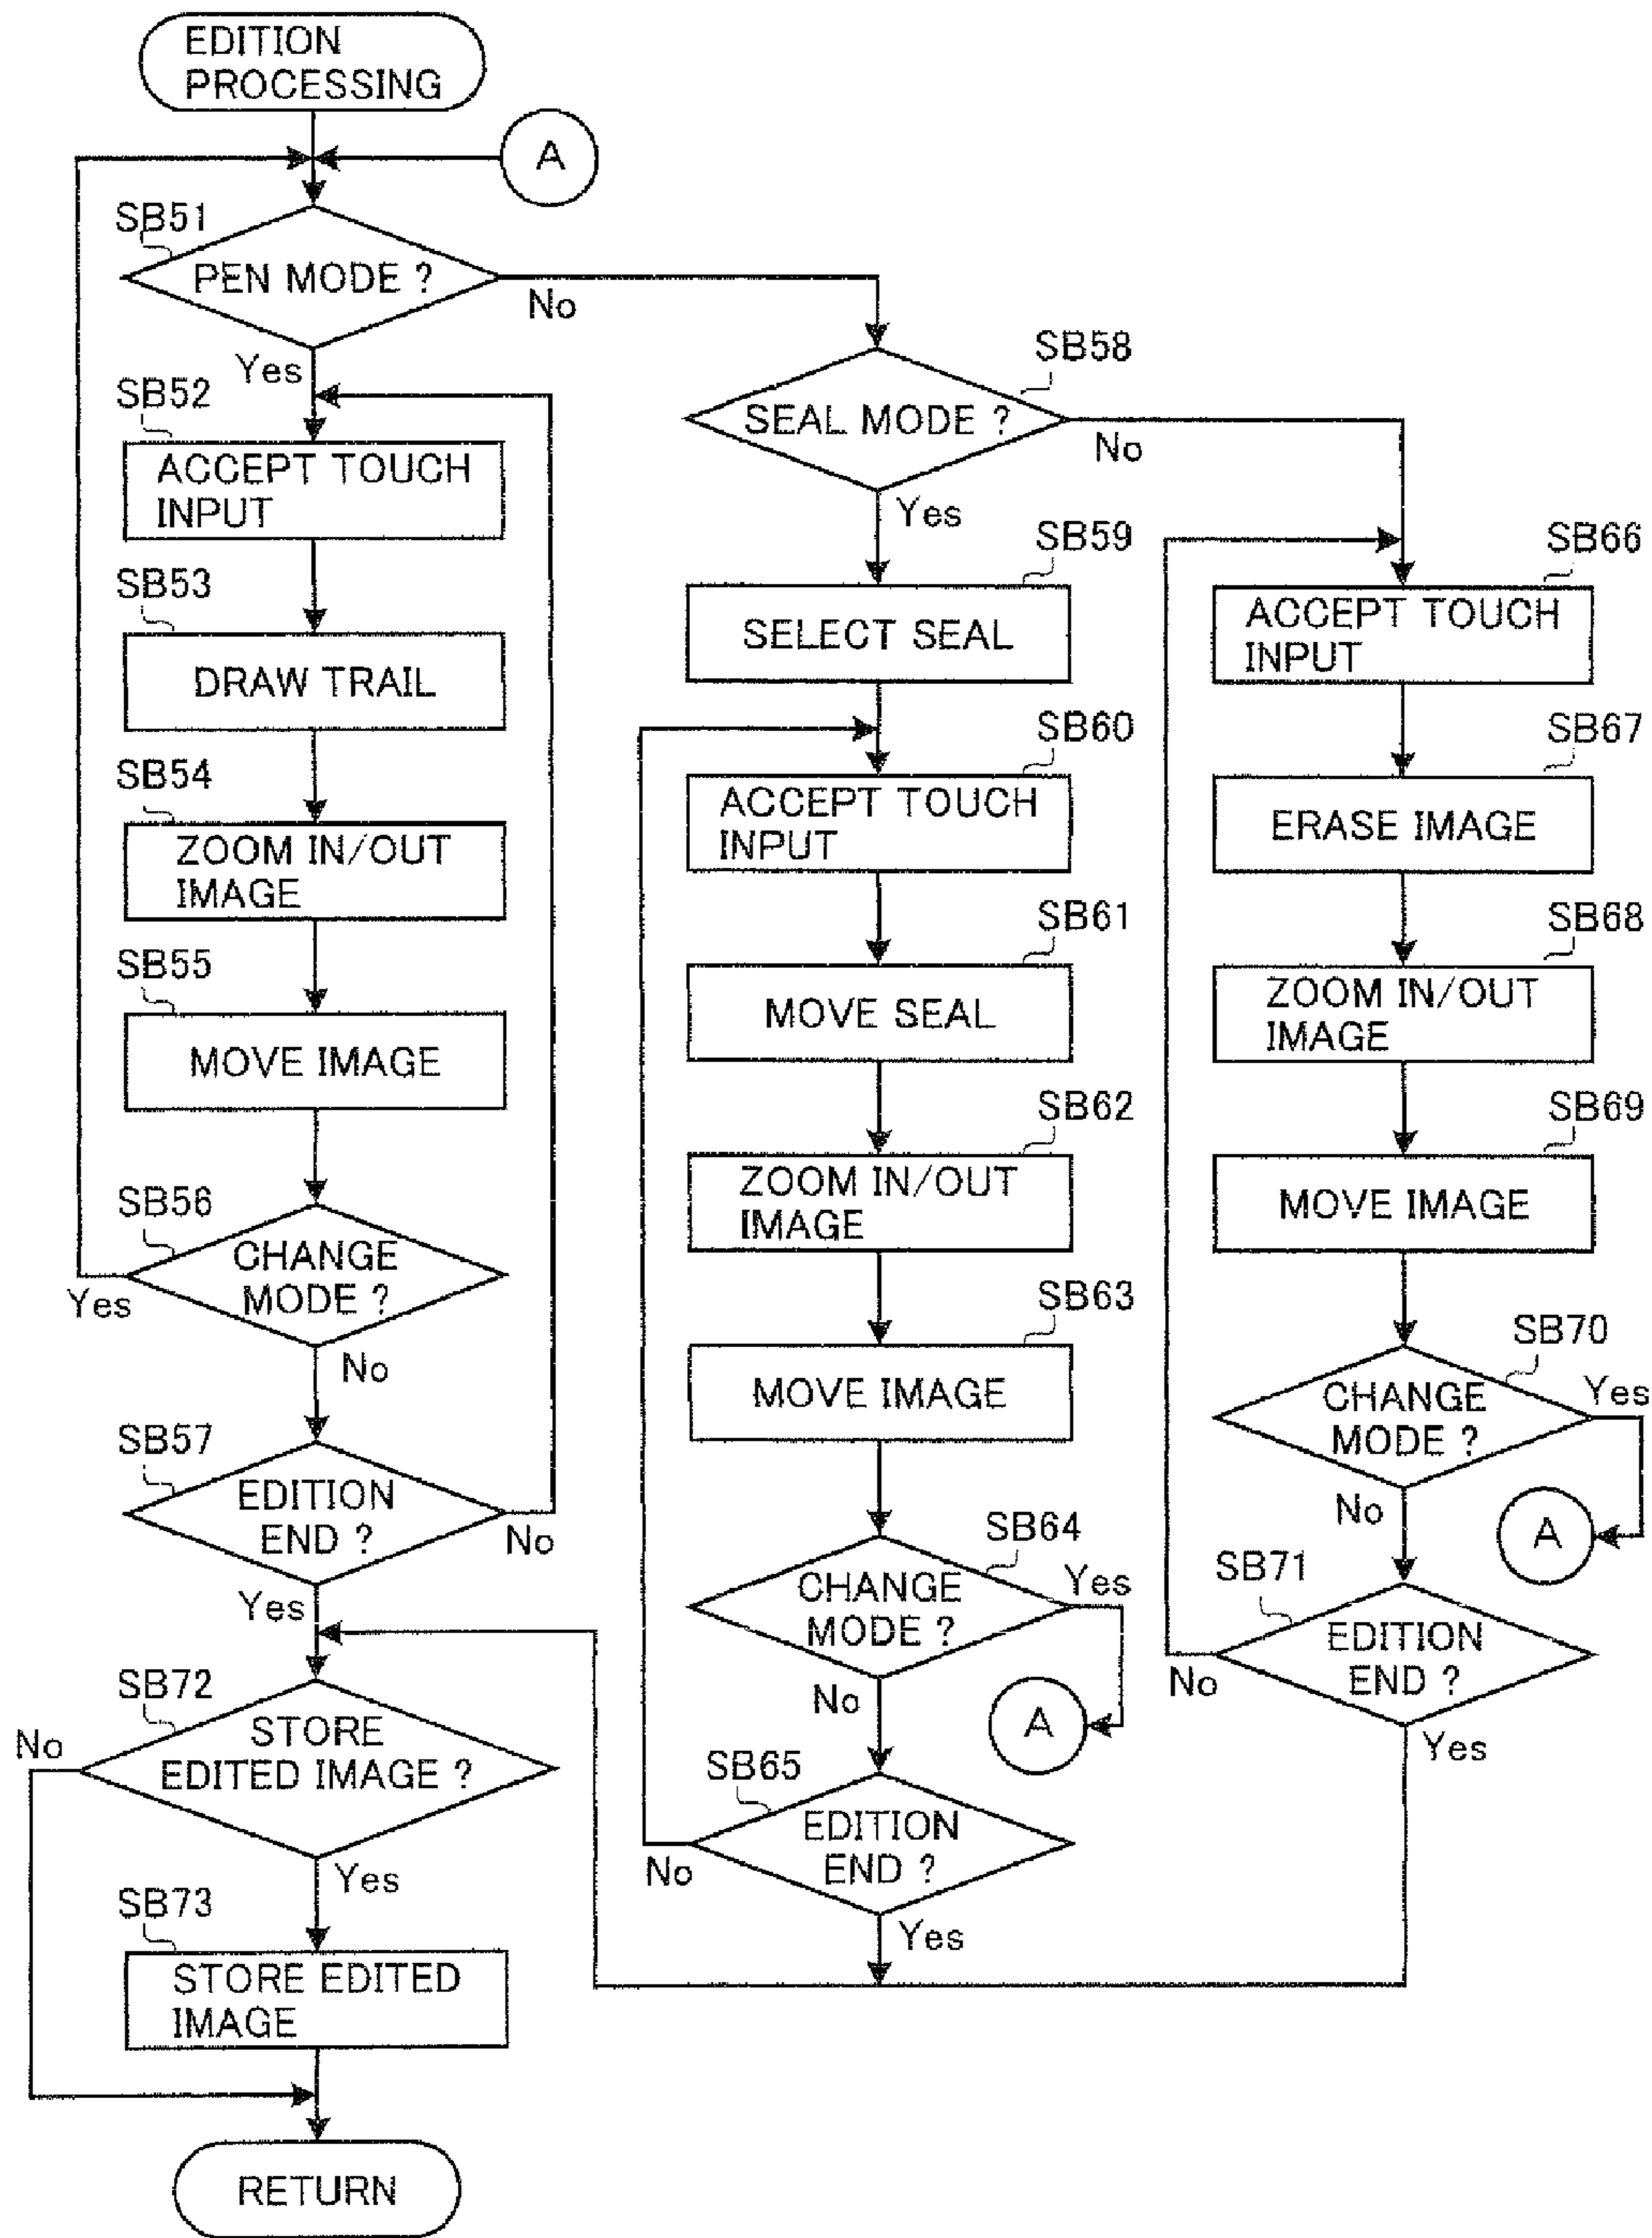 EDITION
PROCESSING
A
SB51
PEN MODE ?
No
Yes
SB52
ACCEPT TOUCH
INPUT
SB53
DRAW TRAIL
SB54
ZOOM IN/OUT
IMAGE
SB55
MOVE IMAGE
SB56
CHANGE
MODE ?
Yes
No
SB57
EDITION
END ?
No
Yes
SB72
STORE
EDITED IMAGE ?
No
Yes
SB73
STORE EDITED
IMAGE
RETURN
SB58
SEAL MODE ?
No
Yes
SB59
SELECT SEAL
SB60
ACCEPT TOUCH
INPUT
SB61
MOVE SEAL
SB62
ZOOM IN/OUT
IMAGE
SB63
MOVE IMAGE
SB64
CHANGE
MODE ?
Yes
No
A
SB65
EDITION
END ?
No
Yes
SB66
ACCEPT TOUCH
INPUT
SB67
ERASE IMAGE
SB68
ZOOM IN/OUT
IMAGE
SB69
MOVE IMAGE
SB70
CHANGE
MODE ?
Yes
No
A
SB71
EDITION
END ?
No
Yes